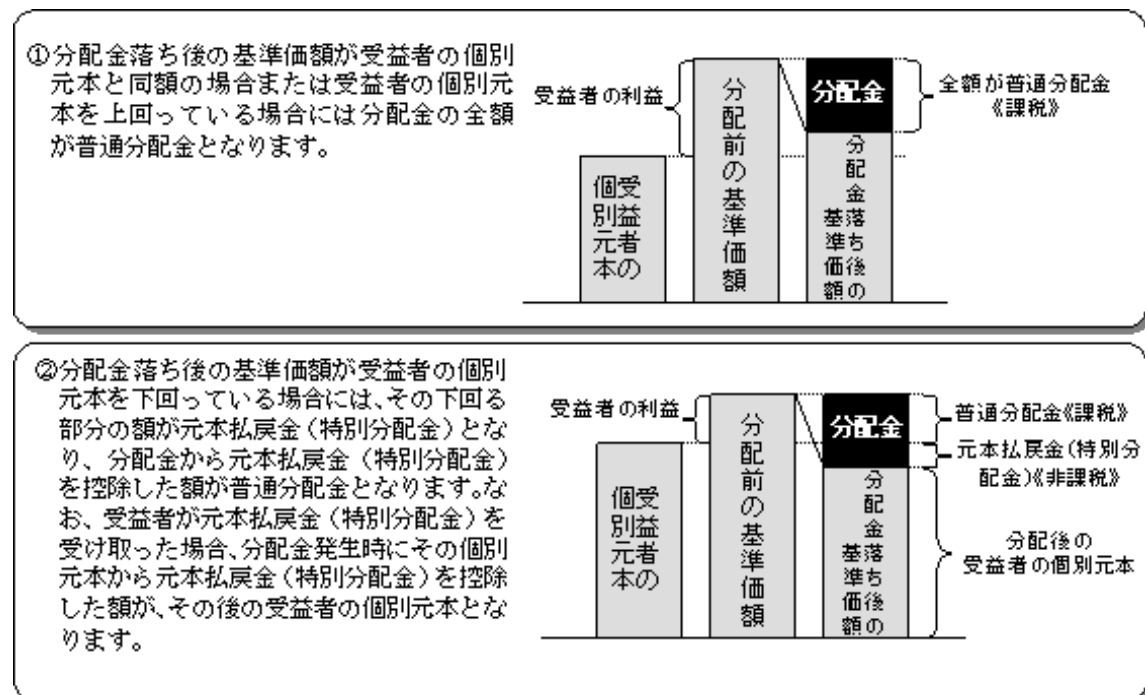 ①分配金落ち後の基準価額が受益者の個別
元本と同額の場合または受益者の個別元
本を上回っている場合には分配金の全額
が普通分配金となります。
受益者の利益
個別元本
受益者の
分配前の基準価額
分配金
分配金落ち後の
基準価額
全額が普通分配金
《課税》
②分配金落ち後の基準価額が受益者の個別
元本を下回っている場合には、その下回る
部分の額が元本払戻金（特別分配金）とな
り、分配金から元本払戻金（特別分配金）
を控除した額が普通分配金となります。な
お、受益者が元本払戻金（特別分配金）を
受け取った場合、分配金発生時にその個別
元本から元本払戻金（特別分配金）を控除
した額が、その後の受益者の個別元本とな
ります。
受益者の利益
受益者の
個別元本
分配前の基準価額
分配金
分配金落ち後の
基準価額
普通分配金《課税》
元本払戻金(特別分
配金)《非課税》
分配後の
受益者の個別元本